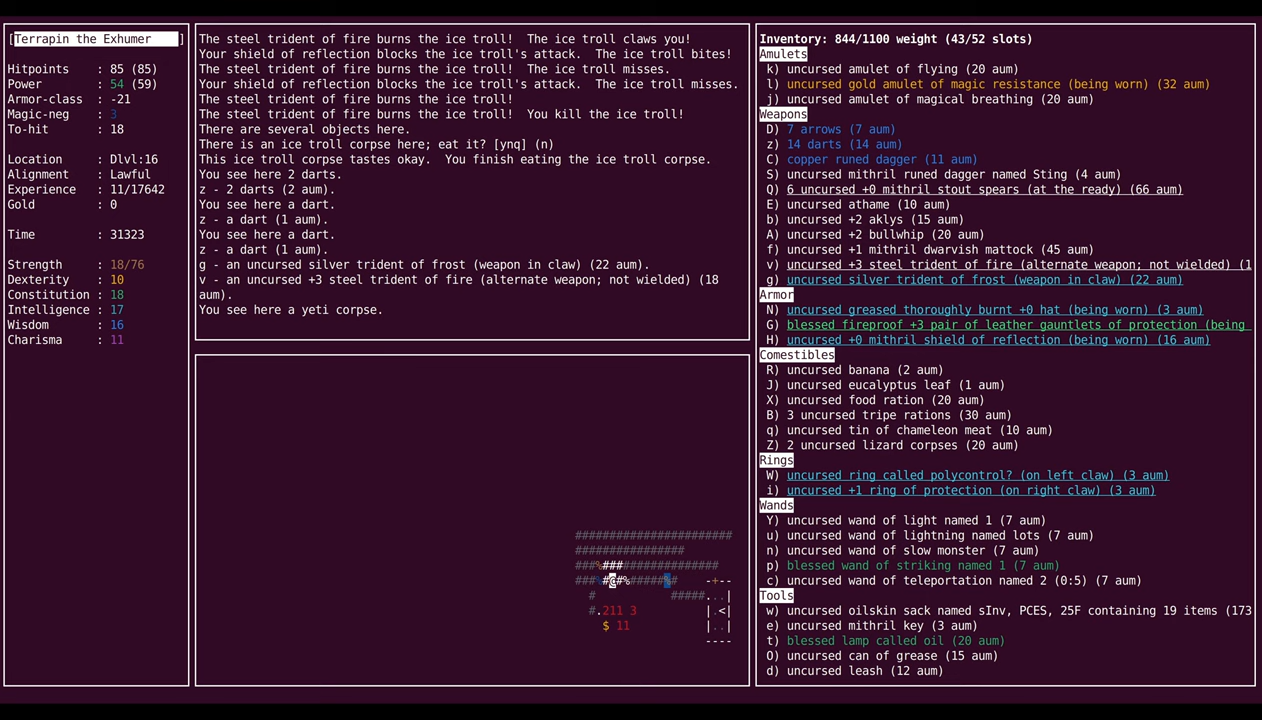 [Terrapin the Exhumer ]
Hitpoints : 85 (85)
Power : 54 (59)
Armor-class : -21
Magic-neg : 3
To-hit : 18
Location : Dlvl:16
Alignment : Lawful
Experience : 11/17642
Gold : 0
Time : 31323
Strength : 18/76
Dexterity : 10
Constitution : 18
Intelligence : 17
Wisdom : 16
Charisma : 11
The steel trident of fire burns the ice troll!  The ice troll claws you!
Your shield of reflection blocks the ice troll's attack.  The ice troll bites!
The steel trident of fire burns the ice troll!  The ice troll misses.
Your shield of reflection blocks the ice troll's attack.  The ice troll misses.
The steel trident of fire burns the ice troll!
The steel trident of fire burns the ice troll!  You kill the ice troll!
There are several objects here.
There is an ice troll corpse here; eat it? [ynq] (n)
This ice troll corpse tastes okay.  You finish eating the ice troll corpse.
You see here 2 darts.
z - 2 darts (2 aum).
You see here a dart.
z - a dart (1 aum).
You see here a dart.
z - a dart (1 aum).
g - an uncursed silver trident of frost (weapon in claw) (22 aum).
v - an uncursed +3 steel trident of fire (alternate weapon; not wielded) (18
aum).
You see here a yeti corpse.
#######################
################
###%#################
###%#@#%#####%# -+--
# #####...|
#.211 3 |.<|
$ 11 |..|
----
Inventory: 844/1100 weight (43/52 slots)
Amulets
k) uncursed amulet of flying (20 aum)
l) uncursed gold amulet of magic resistance (being worn) (32 aum)
j) uncursed amulet of magical breathing (20 aum)
Weapons
D) 7 arrows (7 aum)
z) 14 darts (14 aum)
C) copper runed dagger (11 aum)
S) uncursed mithril runed dagger named Sting (4 aum)
Q) 6 uncursed +0 mithril stout spears (at the ready) (66 aum)
E) uncursed athame (10 aum)
b) uncursed +2 aklys (15 aum)
A) uncursed +2 bullwhip (20 aum)
f) uncursed +1 mithril dwarvish mattock (45 aum)
v) uncursed +3 steel trident of fire (alternate weapon; not wielded) (1
g) uncursed silver trident of frost (weapon in claw) (22 aum)
Armor
N) uncursed greased thoroughly burnt +0 hat (being worn) (3 aum)
G) blessed fireproof +3 pair of leather gauntlets of protection (being
H) uncursed +0 mithril shield of reflection (being worn) (16 aum)
Comestibles
R) uncursed banana (2 aum)
J) uncursed eucalyptus leaf (1 aum)
X) uncursed food ration (20 aum)
B) 3 uncursed tripe rations (30 aum)
q) uncursed tin of chameleon meat (10 aum)
Z) 2 uncursed lizard corpses (20 aum)
Rings
W) uncursed ring called polycontrol? (on left claw) (3 aum)
i) uncursed +1 ring of protection (on right claw) (3 aum)
Wands
Y) uncursed wand of light named 1 (7 aum)
u) uncursed wand of lightning named lots (7 aum)
n) uncursed wand of slow monster (7 aum)
p) blessed wand of striking named 1 (7 aum)
c) uncursed wand of teleportation named 2 (0:5) (7 aum)
Tools
w) uncursed oilskin sack named sInv, PCES, 25F containing 19 items (173
e) uncursed mithril key (3 aum)
t) blessed lamp called oil (20 aum)
O) uncursed can of grease (15 aum)
d) uncursed leash (12 aum)